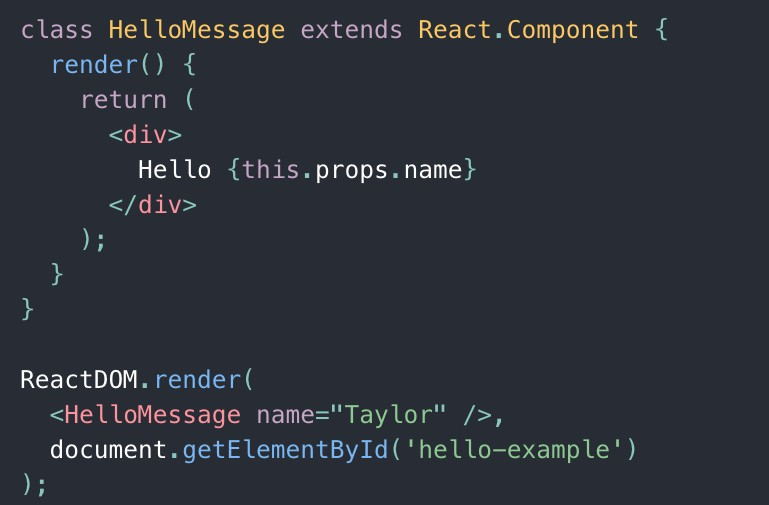 class HelloMessage extends React.Component {
  render() {
    return (
      <div>
        Hello {this.props.name}
      </div>
    );
  }
}

ReactDOM.render(
  <HelloMessage name="Taylor" />,
  document.getElementById('hello-example')
);